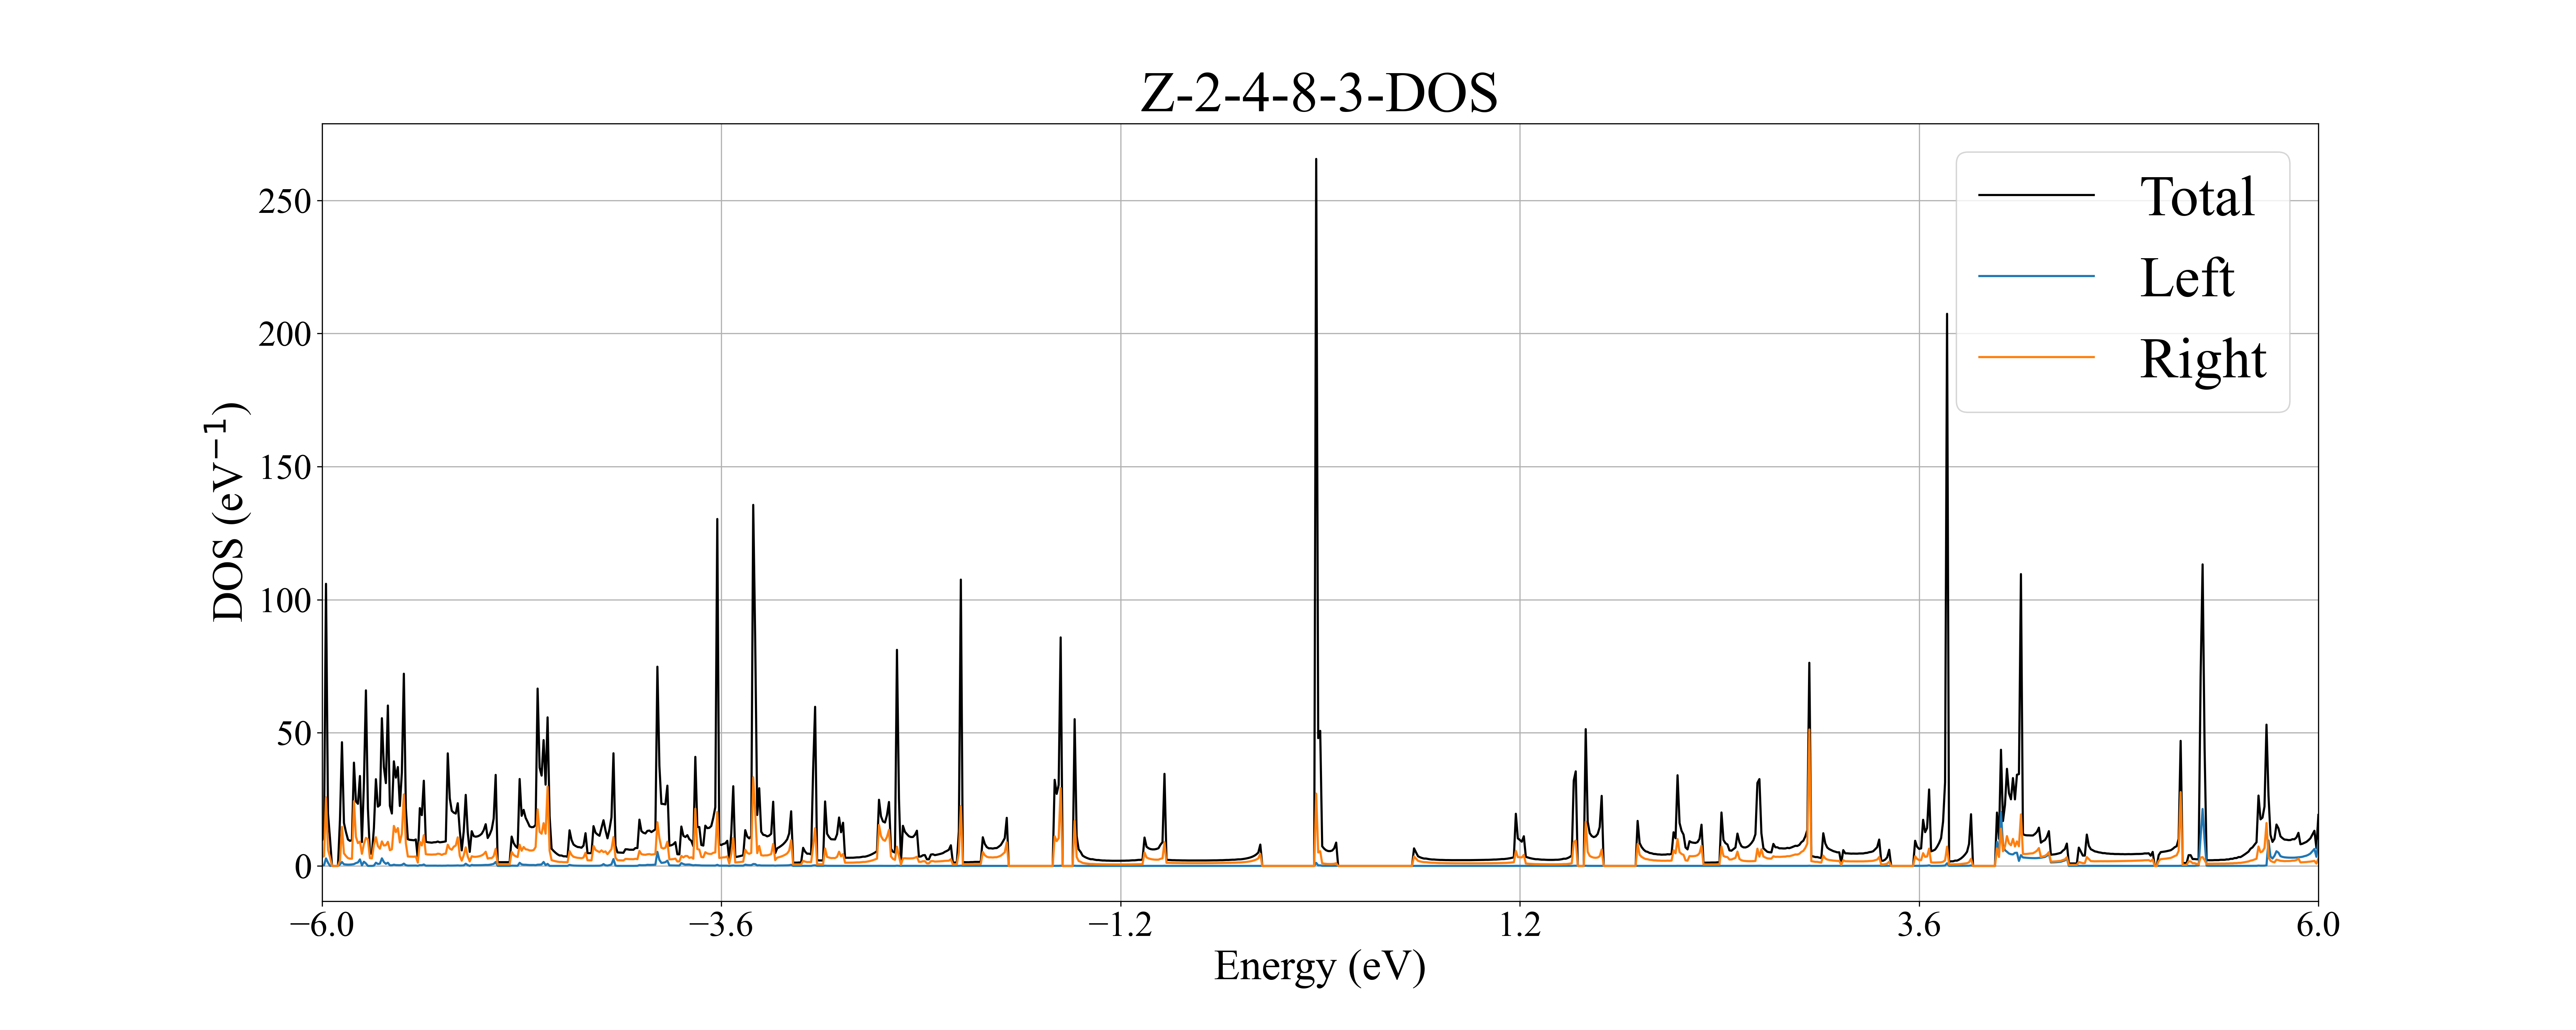 Z-2-4-8-3-DOS
Total
Left
Right
DOS (eV⁻¹)
250
200
150
100
50
0
−6.0 −3.6 −1.2 1.2 3.6 6.0
Energy (eV)